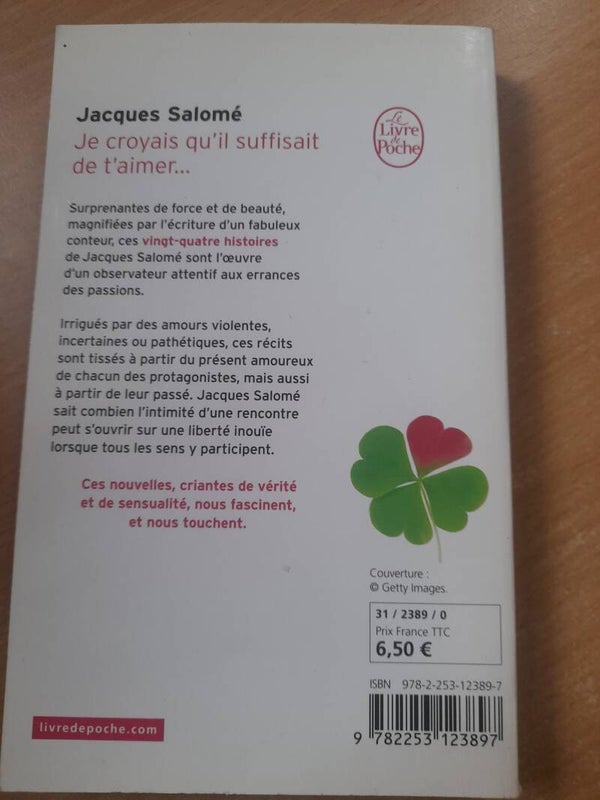 Jacques Salomé
Je croyais qu'il suffisait
de t'aimer...
Le
Livre
de
Poche
Surprenantes de force et de beauté,
magnifiées par l'écriture d'un fabuleux
conteur, ces vingt-quatre histoires
de Jacques Salomé sont l'œuvre
d'un observateur attentif aux errances
des passions.
Irrigués par des amours violentes,
incertaines ou pathétiques, ces récits
sont tissés à partir du présent amoureux
de chacun des protagonistes, mais aussi
à partir de leur passé. Jacques Salomé
sait combien l'intimité d'une rencontre
peut s'ouvrir sur une liberté inouïe
lorsque tous les sens y participent.
Ces nouvelles, criantes de vérité
et de sensualité, nous fascinent,
et nous touchent.
Couverture :
© Getty Images.
31 / 2389 / 0
Prix France TTC
6,50 €
ISBN 978-2-253-12389-7
9 782253 123897
livredepoche.com